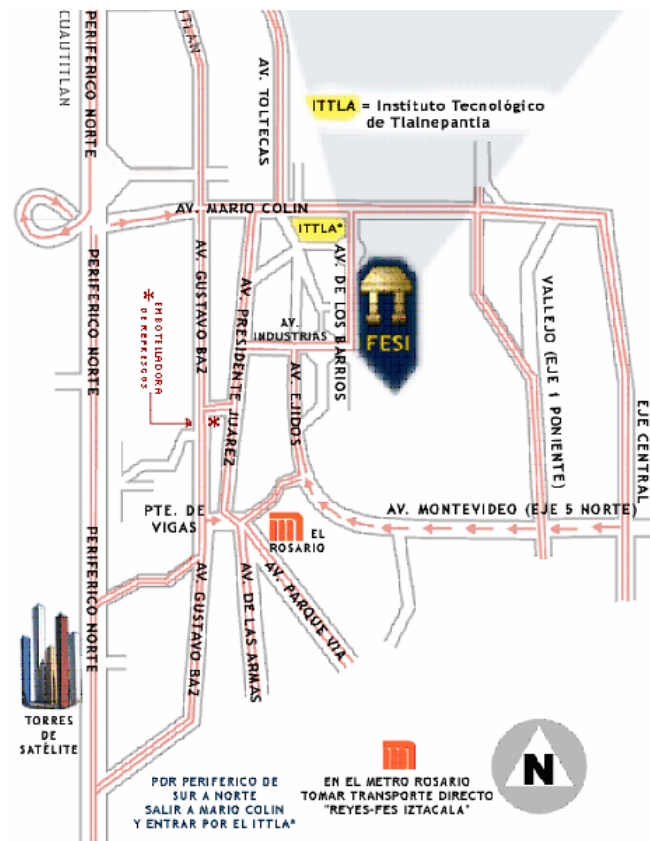 CUAUTITLAN
PERIFERICO NORTE
TLAN
AV. TOLTECAS
ITTLA = Instituto Tecnológico
de Tlalnepantla
AV. MARIO COLIN
ITTLA*
AV. GUSTAVO BAZ
AV. PRESIDENTE JUAREZ
AV. DE LOS BARRIOS
FESI
PERIFERICO NORTE
* EMBOTELLADORA
DE REFRESCOS
AV.
INDUSTRIAS
AV. EJIDOS
VALLEJO (EJE 1 PONIENTE)
EJE CENTRAL
*
PTE. DE
VIGAS
EL
ROSARIO
AV. MONTEVIDEO (EJE 5 NORTE)
PERIFERICO NORTE
AV. GUSTAVO BAZ
AV. DE LAS ARMAS
AV. PARQUE VIA
TORRES
DE
SATÉLITE
N
POR PERIFERICO DE
SUR A NORTE
SALIR A MARIO COLIN
Y ENTRAR POR EL ITTLA*
EN EL METRO ROSARIO
TOMAR TRANSPORTE DIRECTO
"REYES-FES IZTACALA"